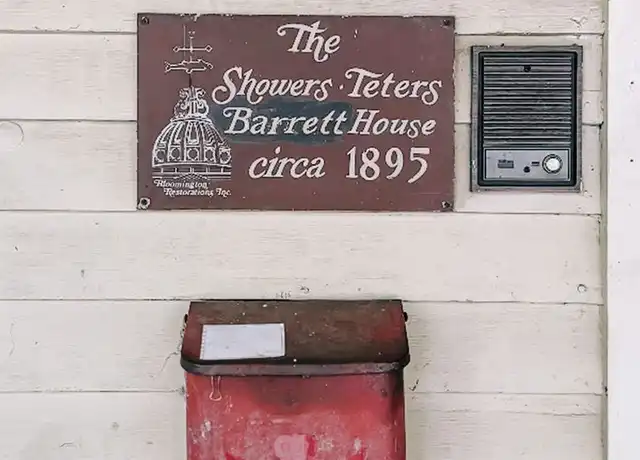 The
Showers · Teters
Barrett House
circa 1895
Bloomington
Restorations Inc.